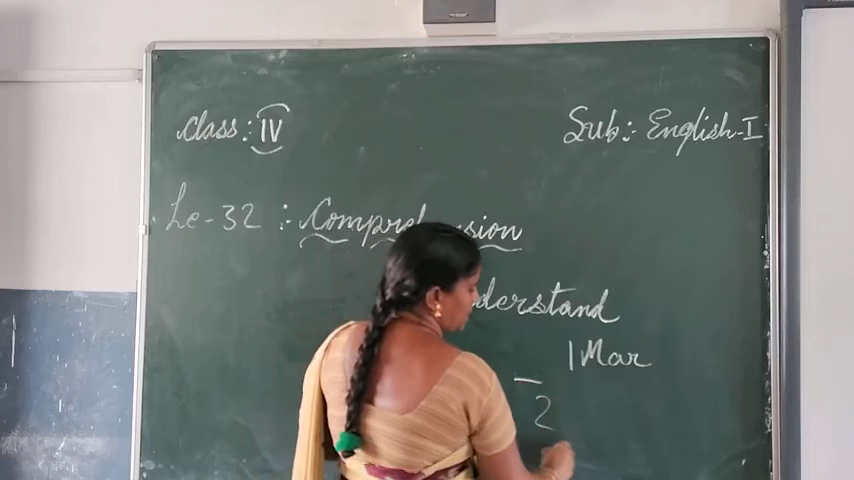 Class : IV
Sub : English-I
Le-32 : Comprehension
derstand
1 Mar
2